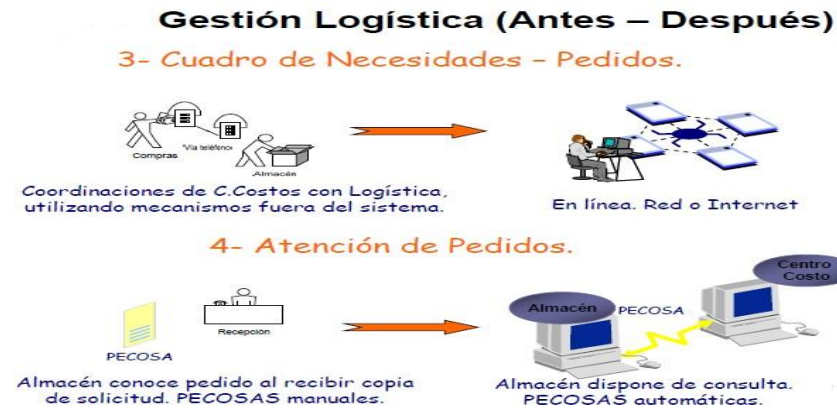 Gestión Logística (Antes – Después)
3- Cuadro de Necesidades - Pedidos.
Compras
"Vía teléfono"
Almacén
Coordinaciones de C.Costos con Logística,
utilizando mecanismos fuera del sistema.
En línea. Red o Internet
4- Atención de Pedidos.
PECOSA
Recepción
Almacén
PECOSA
Centro
Costo
Almacén conoce pedido al recibir copia
de solicitud. PECOSAS manuales.
Almacén dispone de consulta.
PECOSAS automáticas.